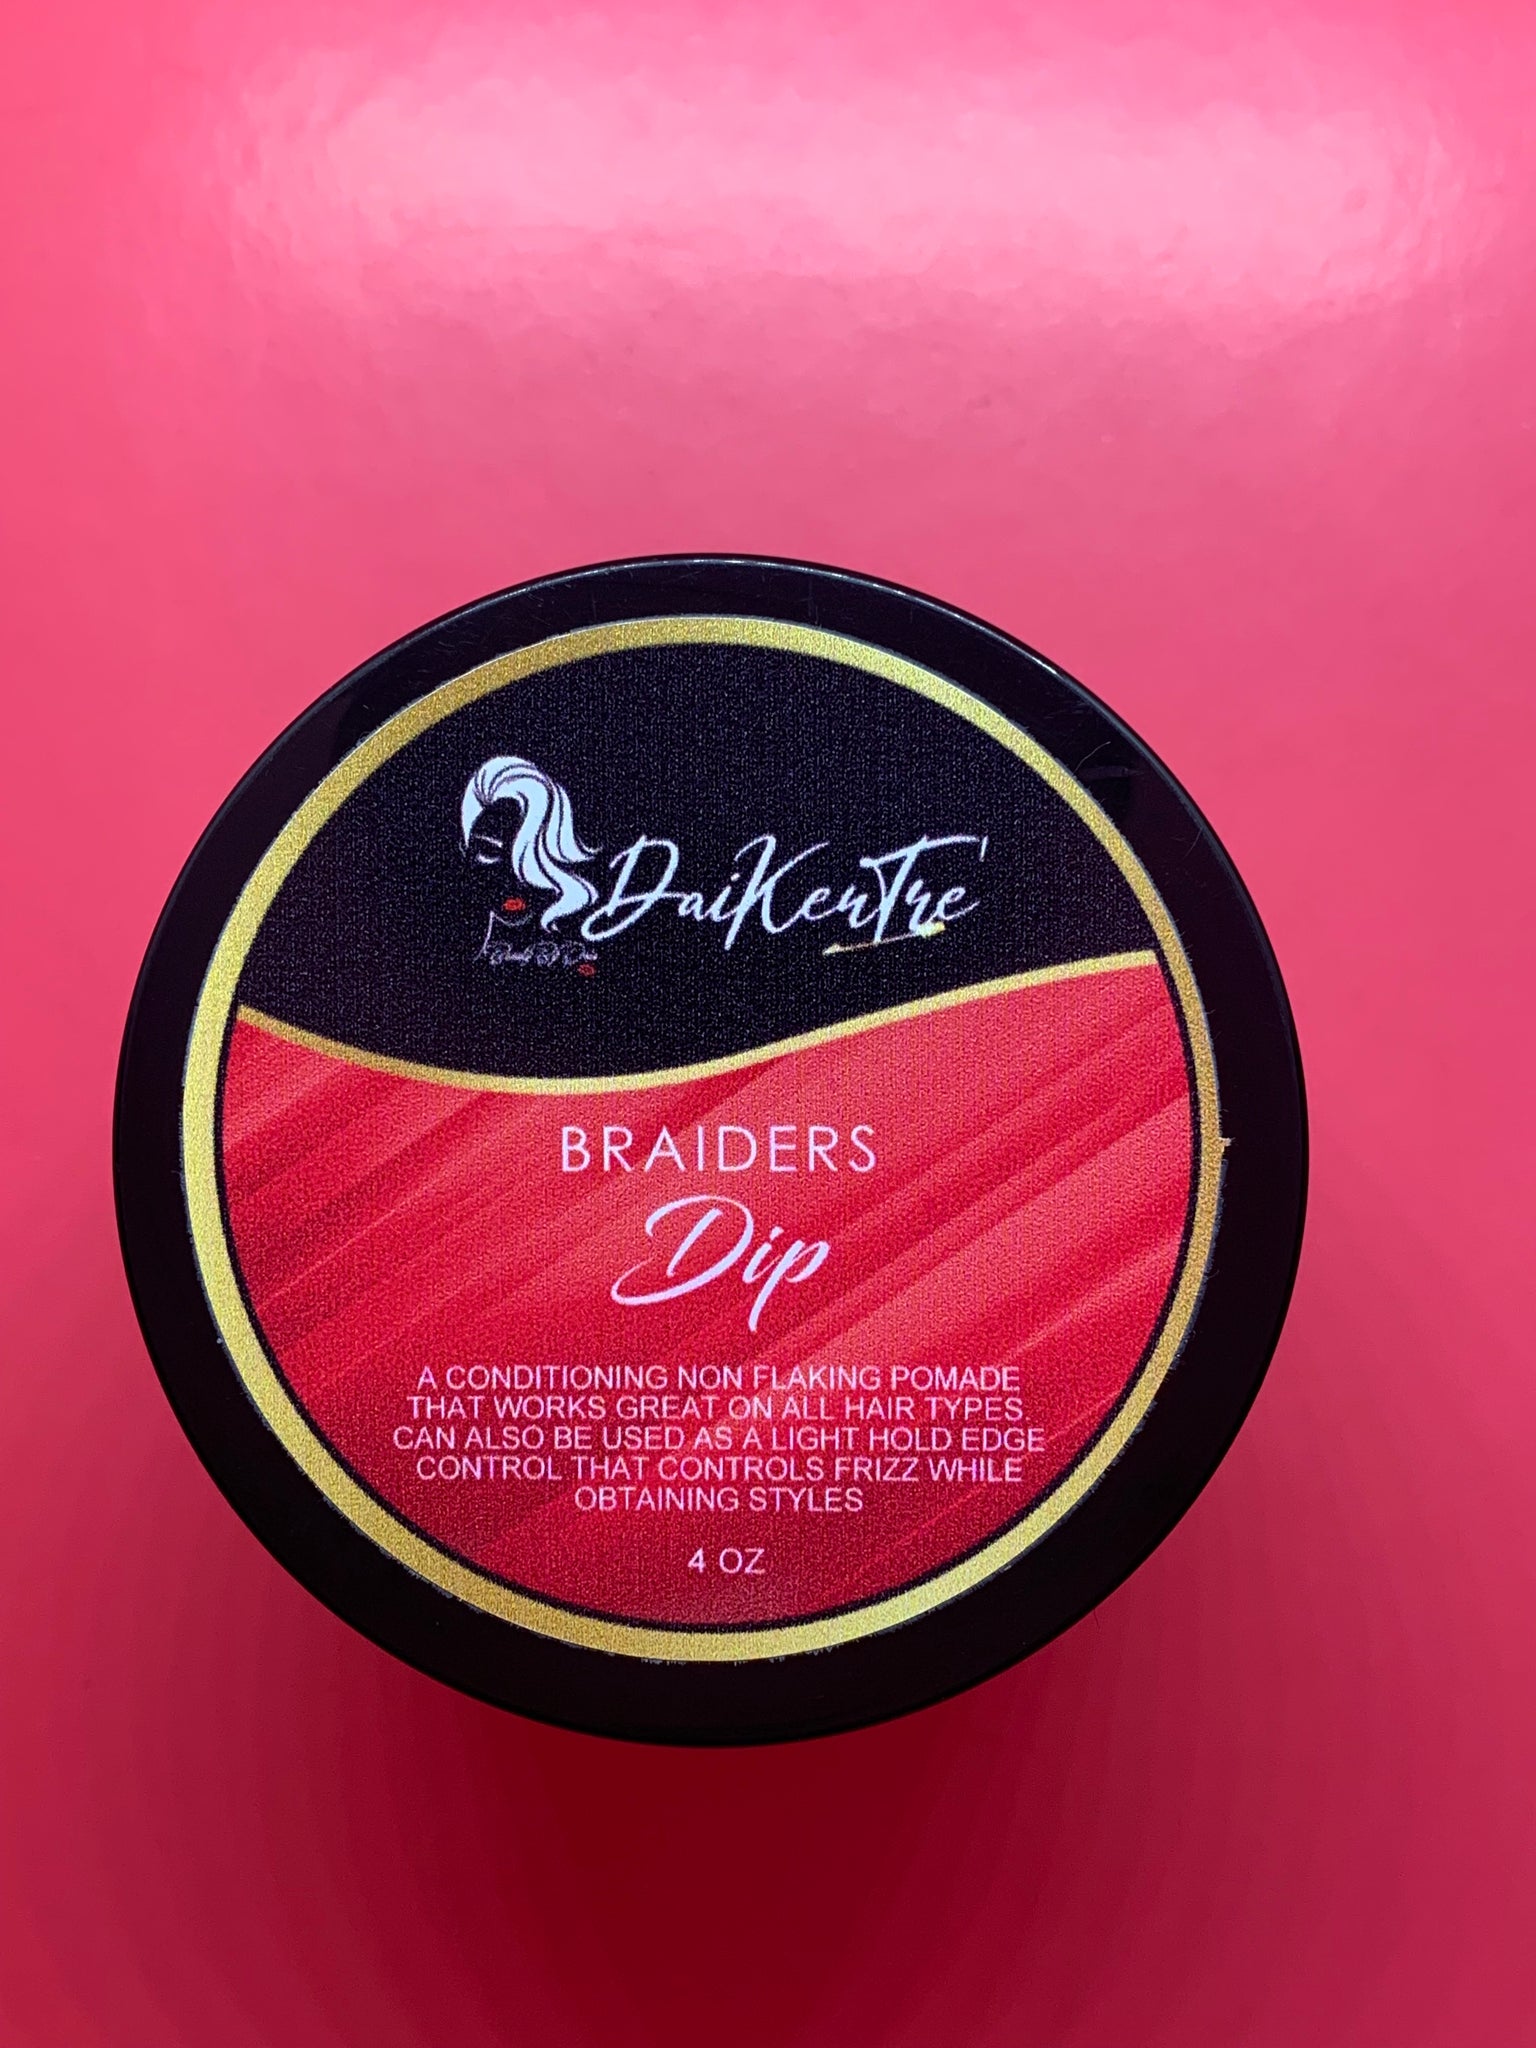 DaiKenTre'
BRAIDERS
Dip
A CONDITIONING NON FLAKING POMADE
THAT WORKS GREAT ON ALL HAIR TYPES.
CAN ALSO BE USED AS A LIGHT HOLD EDGE
CONTROL THAT CONTROLS FRIZZ WHILE
OBTAINING STYLES
4 OZ